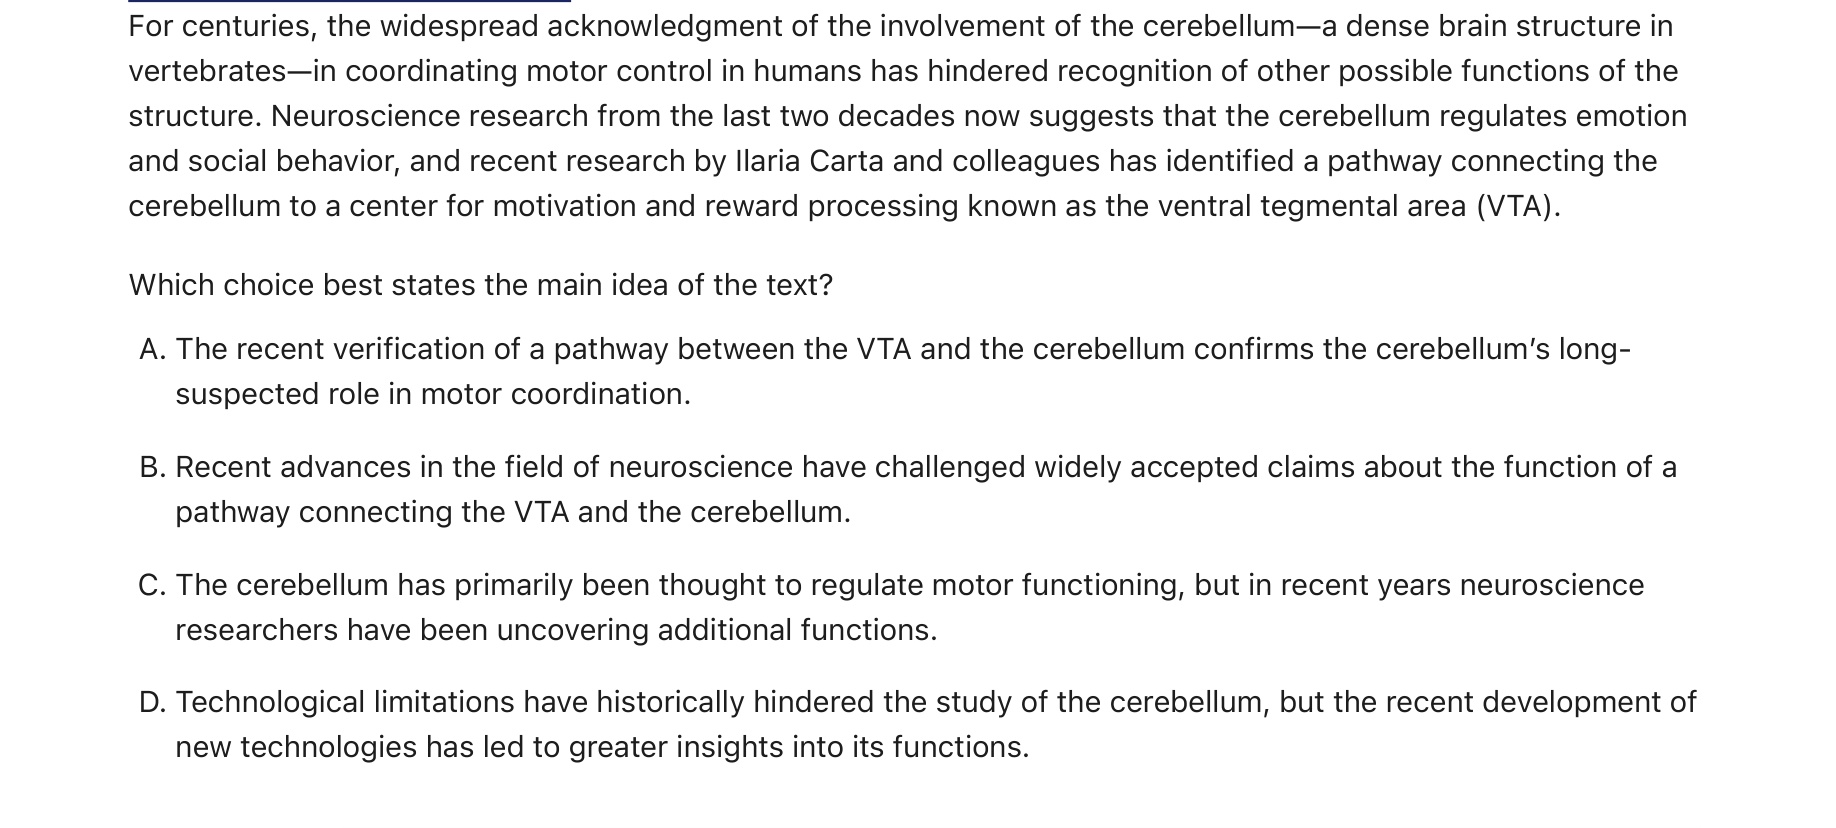 For centuries, the widespread acknowledgment of the involvement of the cerebellum—a dense brain structure in
vertebrates—in coordinating motor control in humans has hindered recognition of other possible functions of the
structure. Neuroscience research from the last two decades now suggests that the cerebellum regulates emotion
and social behavior, and recent research by Ilaria Carta and colleagues has identified a pathway connecting the
cerebellum to a center for motivation and reward processing known as the ventral tegmental area (VTA).
Which choice best states the main idea of the text?
A. The recent verification of a pathway between the VTA and the cerebellum confirms the cerebellum’s long-
suspected role in motor coordination.
B. Recent advances in the field of neuroscience have challenged widely accepted claims about the function of a
pathway connecting the VTA and the cerebellum.
C. The cerebellum has primarily been thought to regulate motor functioning, but in recent years neuroscience
researchers have been uncovering additional functions.
D. Technological limitations have historically hindered the study of the cerebellum, but the recent development of
new technologies has led to greater insights into its functions.